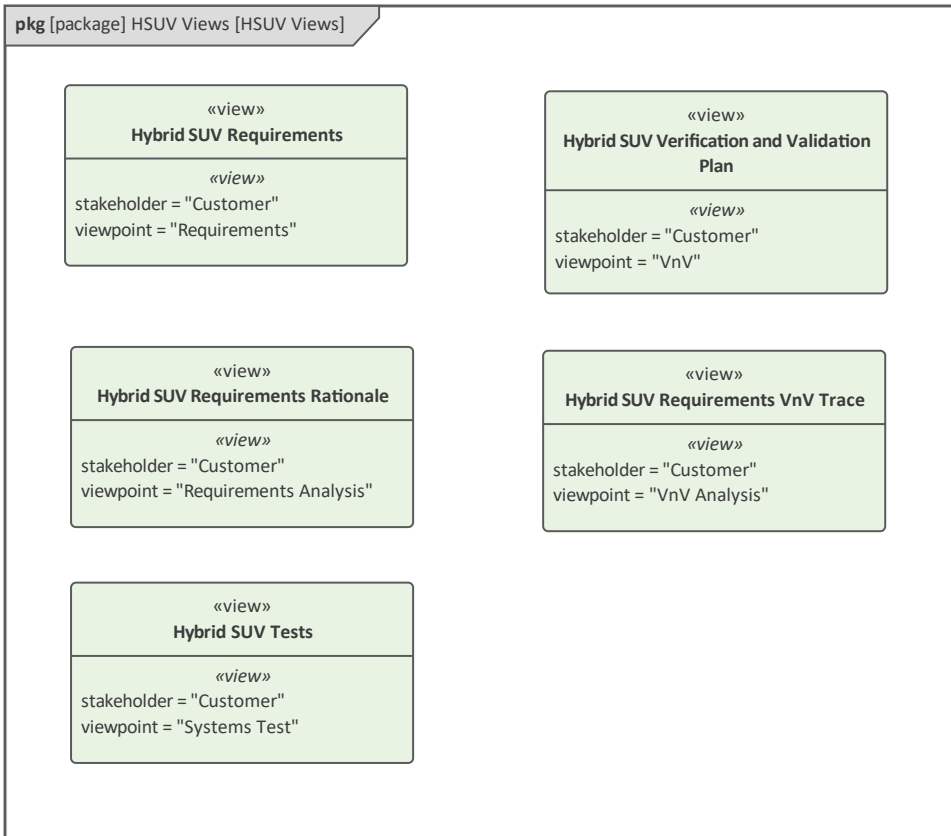 pkg [package] HSUV Views [HSUV Views]
«view»
Hybrid SUV Requirements
«view»
stakeholder = "Customer"
viewpoint = "Requirements"
«view»
Hybrid SUV Verification and Validation
Plan
«view»
stakeholder = "Customer"
viewpoint = "VnV"
«view»
Hybrid SUV Requirements Rationale
«view»
stakeholder = "Customer"
viewpoint = "Requirements Analysis"
«view»
Hybrid SUV Requirements VnV Trace
«view»
stakeholder = "Customer"
viewpoint = "VnV Analysis"
«view»
Hybrid SUV Tests
«view»
stakeholder = "Customer"
viewpoint = "Systems Test"